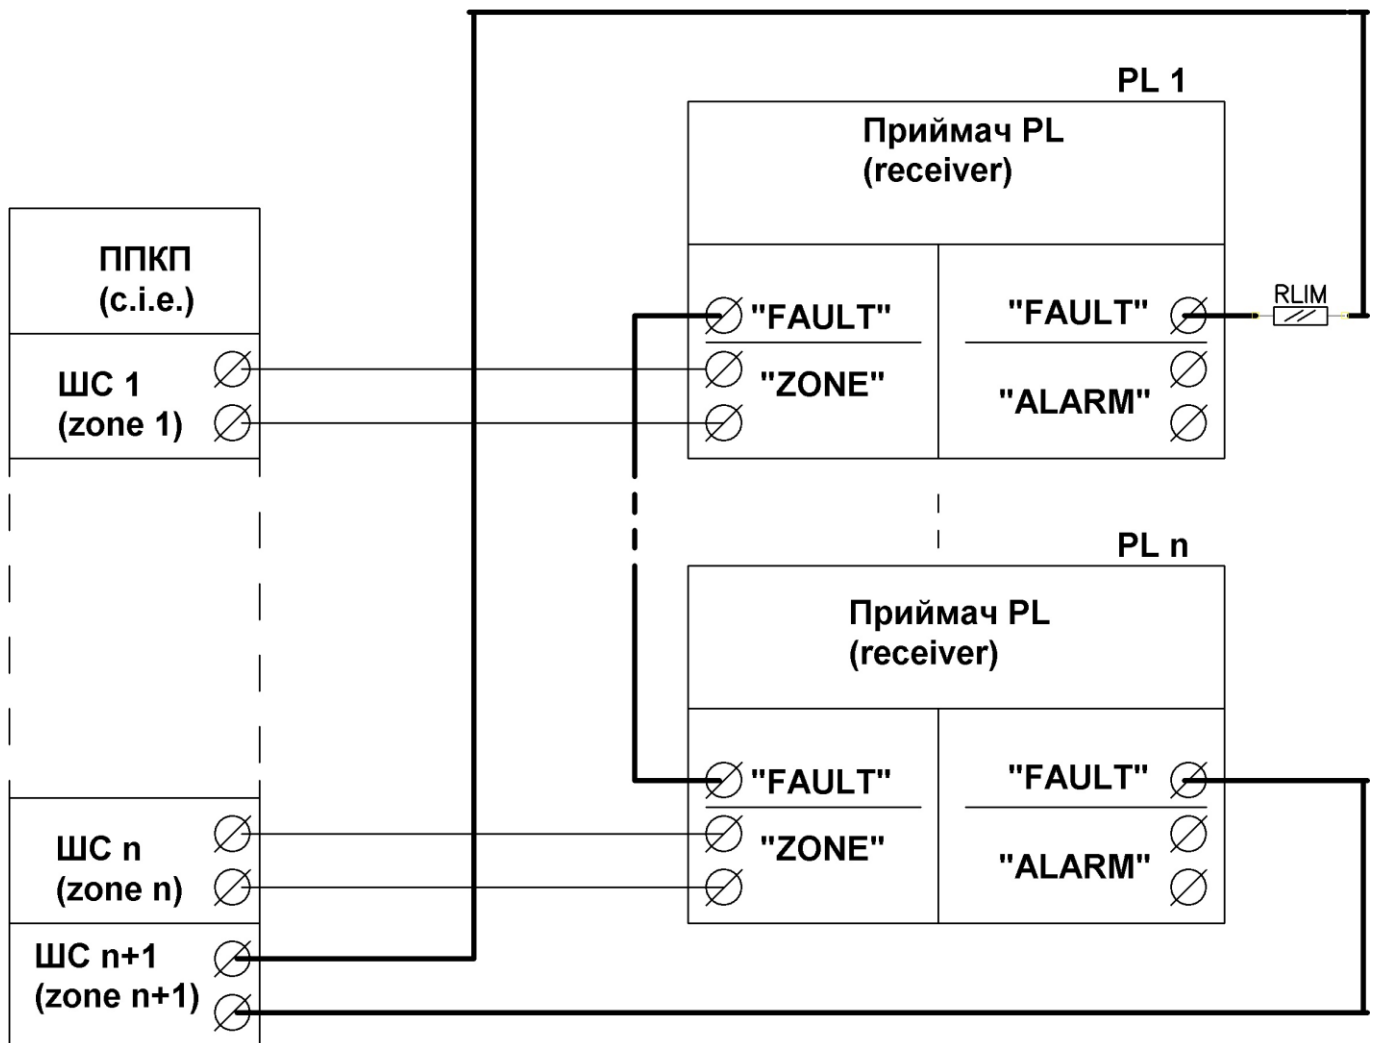 PL 1
Приймач PL
(receiver)
ППКП
(c.i.e.)
"FAULT"
"FAULT"
RLIM
ШС 1
(zone 1)
"ZONE"
"ALARM"
PL n
Приймач PL
(receiver)
"FAULT"
"FAULT"
ШС n
(zone n)
"ZONE"
"ALARM"
ШС n+1
(zone n+1)